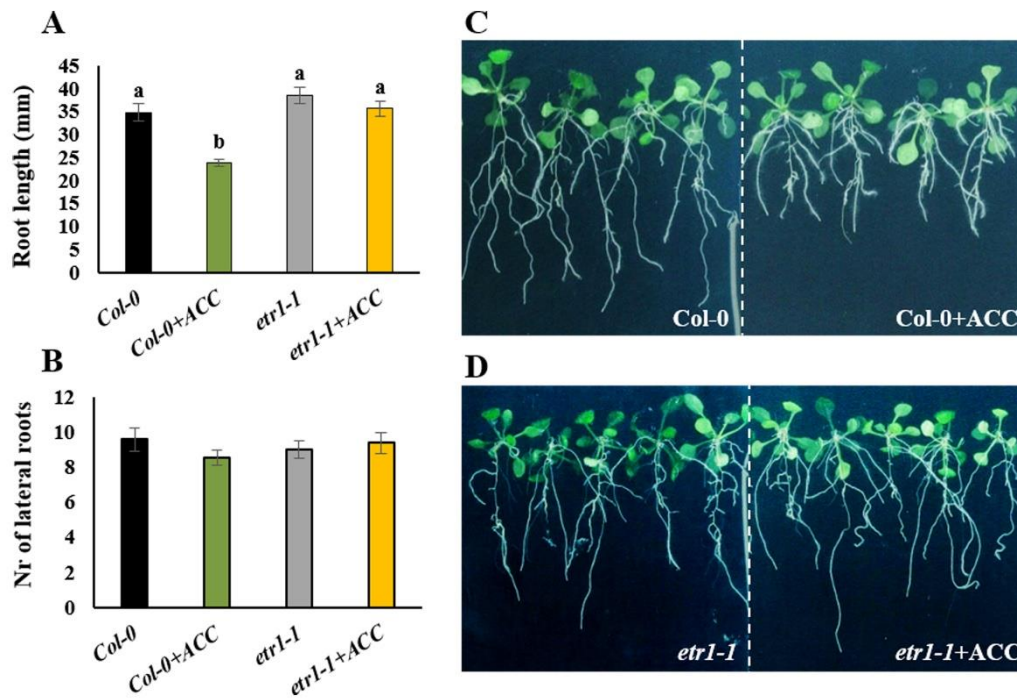 A
Root length (mm)
45
40
35
30
25
20
15
10
5
0
a
b
a
a
Col-0
Col-0+ACC
etr1-1
etr1-1+ACC
B
Nr of lateral roots
12
10
8
6
4
2
0
Col-0
Col-0+ACC
etr1-1
etr1-1+ACC
C
Col-0
Col-0+ACC
D
etr1-1
etr1-1+ACC